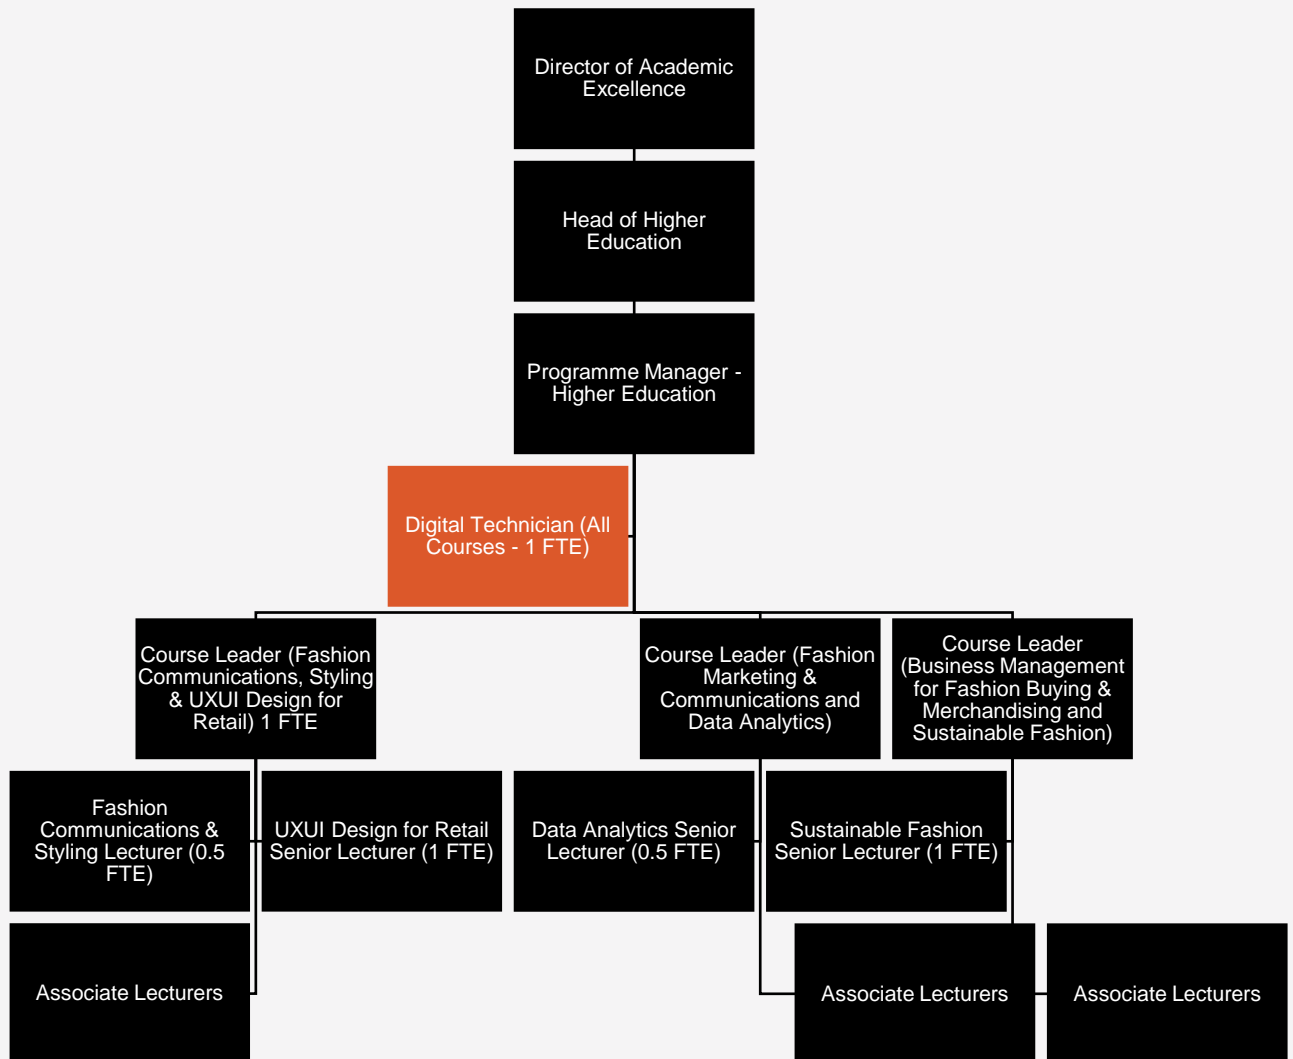 Director of Academic
Excellence
Head of Higher
Education
Programme Manager -
Higher Education
Digital Technician (All
Courses - 1 FTE)
Course Leader (Fashion
Communications, Styling
& UXUI Design for
Retail) 1 FTE
Course Leader (Fashion
Marketing &
Communications and
Data Analytics)
Course Leader
(Business Management
for Fashion Buying &
Merchandising and
Sustainable Fashion)
Fashion
Communications &
Styling Lecturer (0.5
FTE)
UXUI Design for Retail
Senior Lecturer (1 FTE)
Data Analytics Senior
Lecturer (0.5 FTE)
Sustainable Fashion
Senior Lecturer (1 FTE)
Associate Lecturers
Associate Lecturers
Associate Lecturers